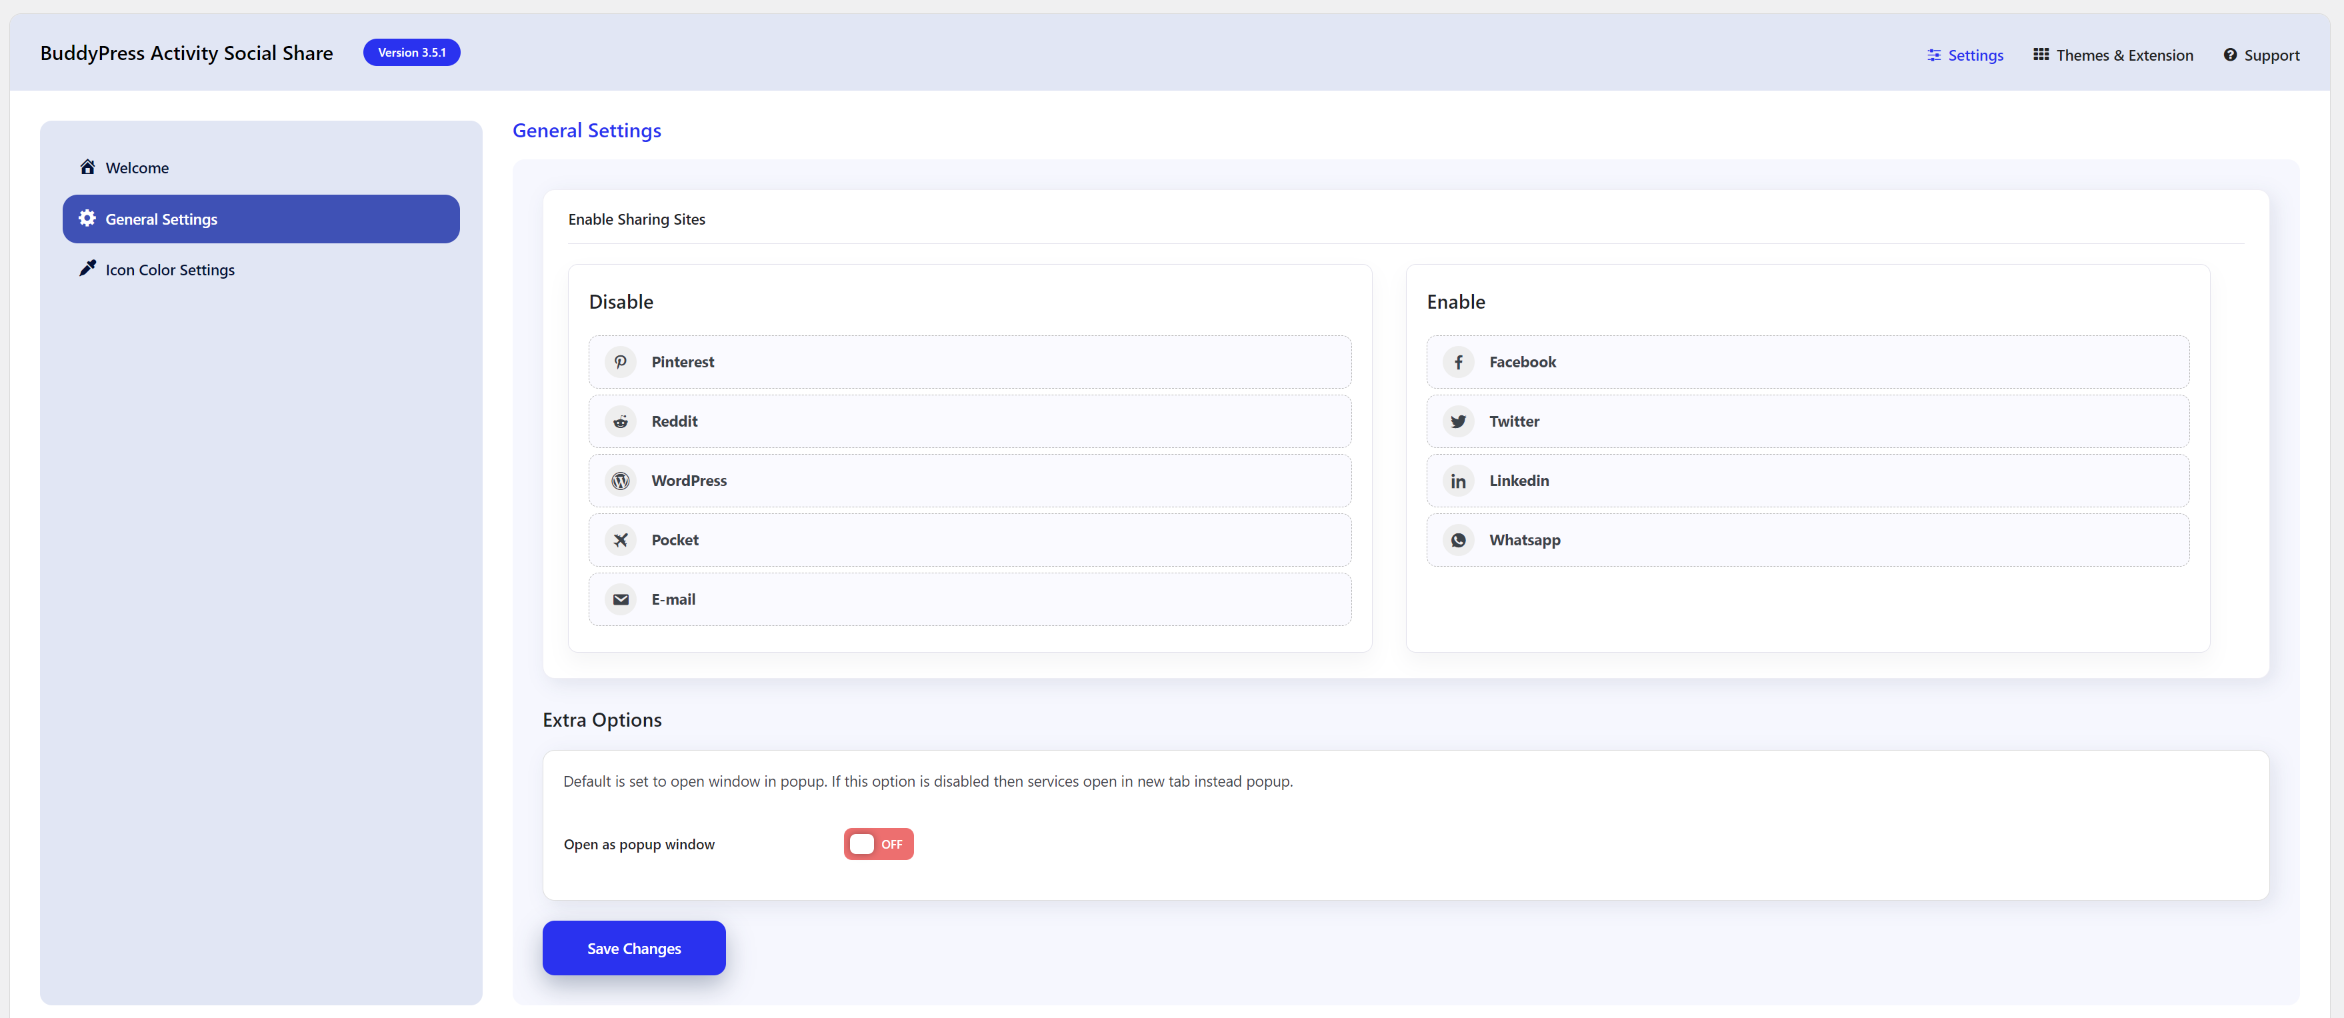 BuddyPress Activity Social Share
Version 3.5.1
Settings
Themes & Extension
Support
Welcome
General Settings
Icon Color Settings
General Settings
Enable Sharing Sites
Disable
Pinterest
Reddit
WordPress
Pocket
E-mail
Enable
Facebook
Twitter
Linkedin
Whatsapp
Extra Options
Default is set to open window in popup. If this option is disabled then services open in new tab instead popup.
Open as popup window
OFF
Save Changes